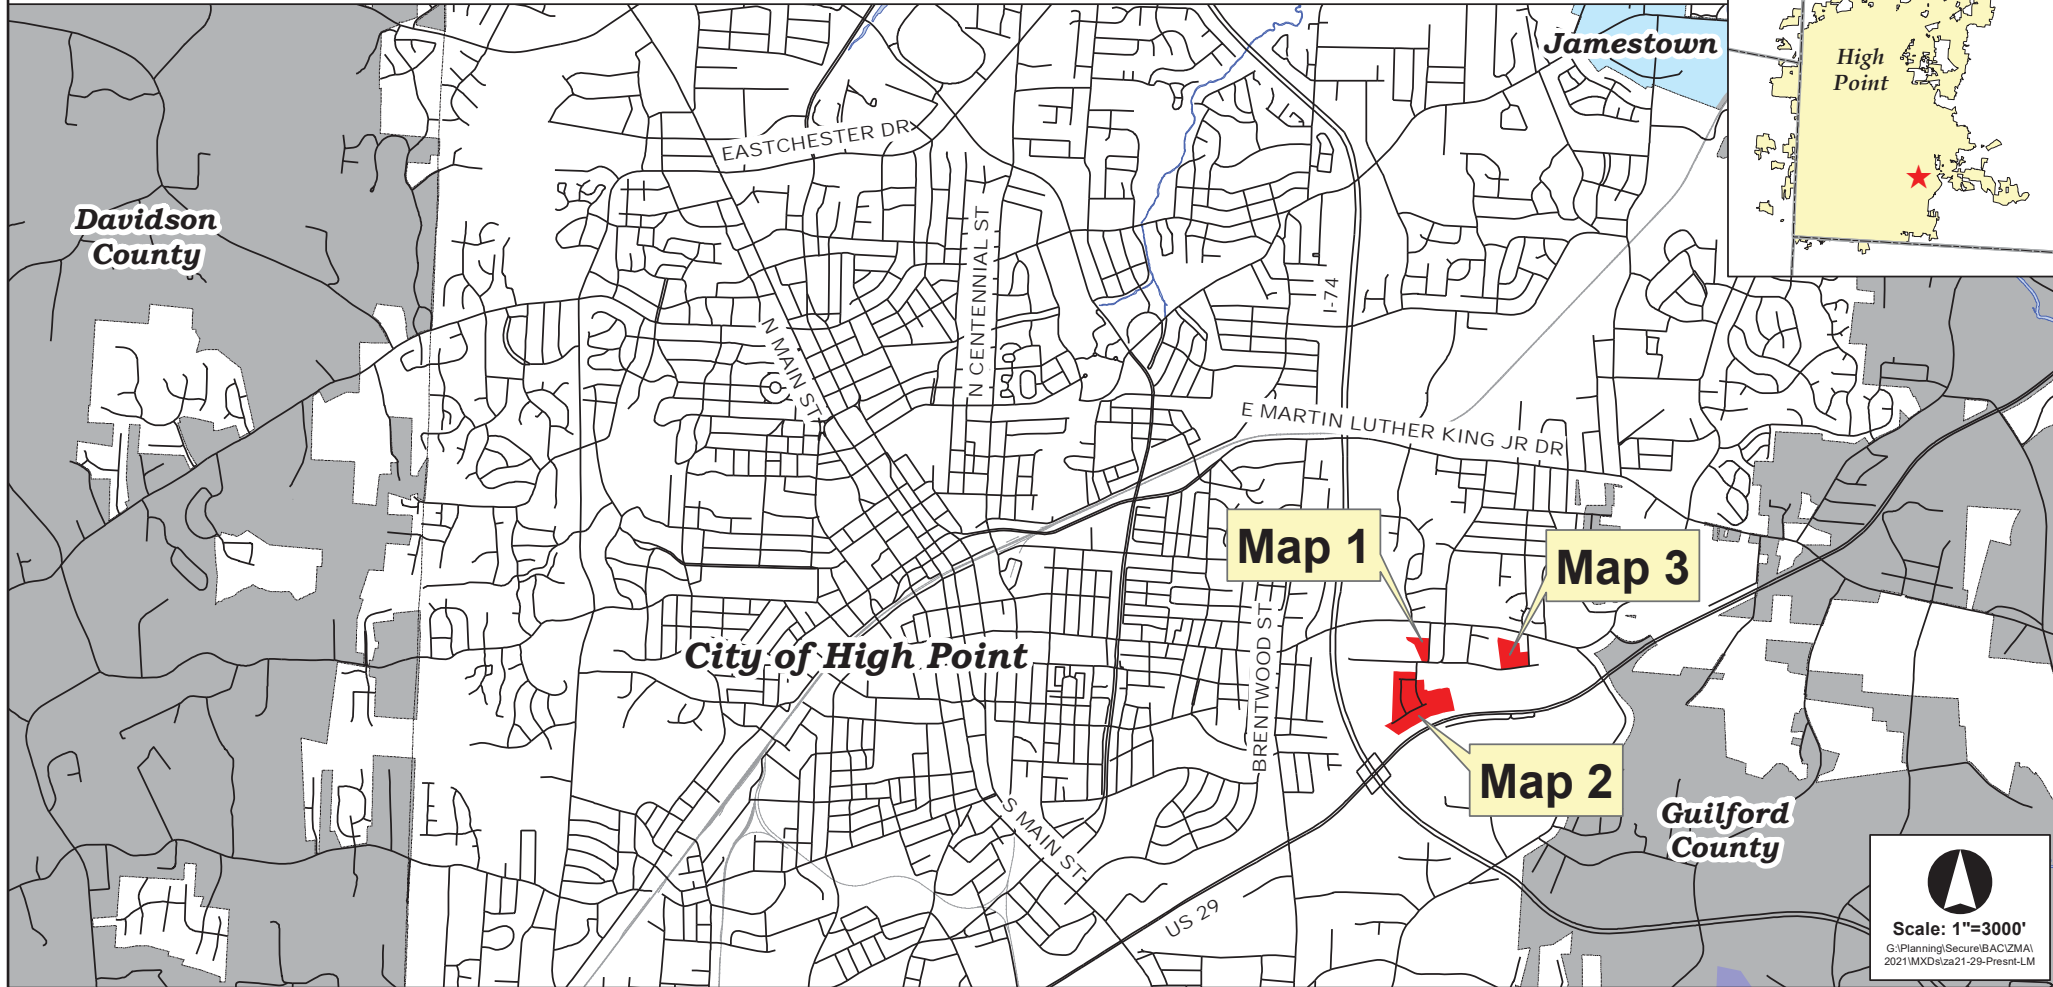 Jamestown
High
Point
EASTCHESTER DR
Davidson
County
N CENTENNIAL ST
I-74
N MAIN ST
E MARTIN LUTHER KING JR DR
Map 1
Map 3
BRENTWOOD ST
City of High Point
Map 2
S MAIN ST
Guilford
County
US 29
Scale: 1"=3000'
G:\Planning\Secure\BAC\ZMA\
2021\MXDs\za21-29-Presnt-LM